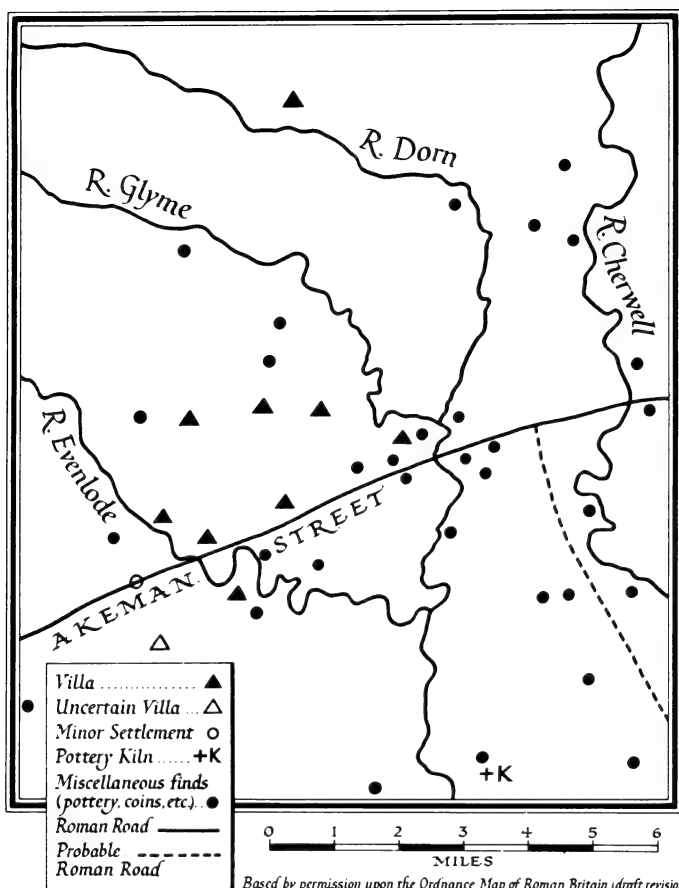 R. Dorn
R. Glyme
R. Cherwell
R. Evenlode
AKEMAN STREET
Villa
Uncertain Villa
Minor Settlement
Pottery Kiln +K
Miscellaneous finds
(pottery, coins, etc.)
Roman Road
Probable
Roman Road
+K
0 1 2 3 4 5 6
MILES
Based by permission upon the Ordnance Map of Roman Britain (draft